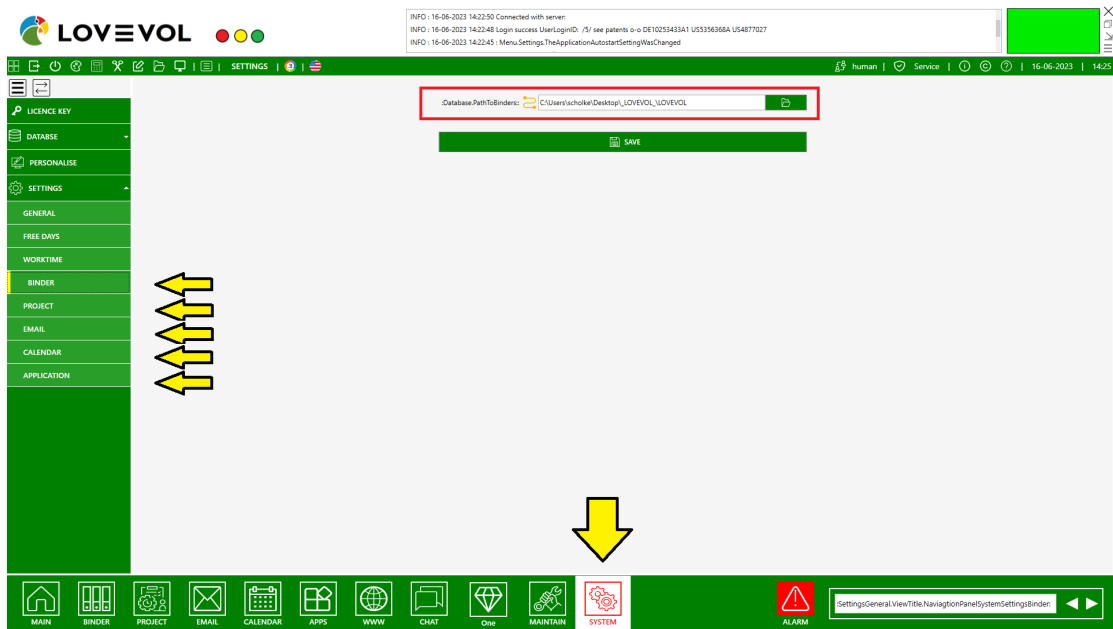 LOVEVOL
INFO : 16-06-2023 14:22:50 Connected with server:
INFO : 16-06-2023 14:22:48 Login success UserLoginID: /5/ see patents o-o DE10253433A1 US5356368A US4877027
INFO : 16-06-2023 14:22:45 : Menu.Settings.TheApplicationAutostartSettingWasChanged
| SETTINGS | | human | Service | | 16-06-2023 | 14:25
LICENCE KEY
:Database.PathToBinders:: C:\Users\scholke\Desktop\_LOVEVOL_\LOVEVOL
DATABSE
SAVE
PERSONALISE
SETTINGS
GENERAL
FREE DAYS
WORKTIME
BINDER
PROJECT
EMAIL
CALENDAR
APPLICATION
MAIN BINDER PROJECT EMAIL CALENDAR APPS WWW CHAT One MAINTAIN SYSTEM ALARM
:SettingsGeneral.ViewTitle.NaviagtionPanelSystemSettingsBinder: